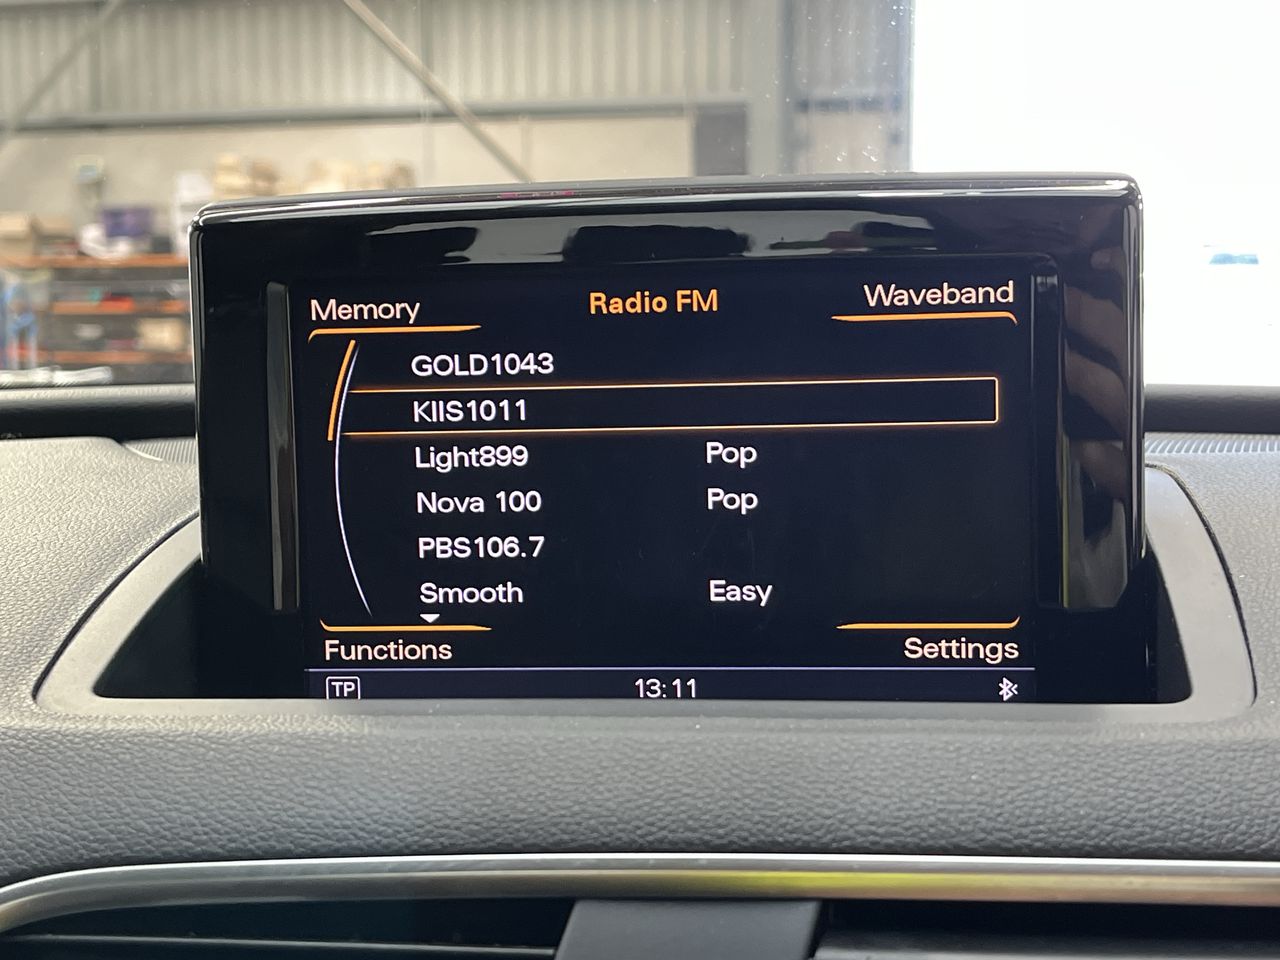 Memory Radio FM Waveband
GOLD1043
KIIS1011
Light899 Pop
Nova 100 Pop
PBS106.7
Smooth Easy
Functions Settings
TP 13:11